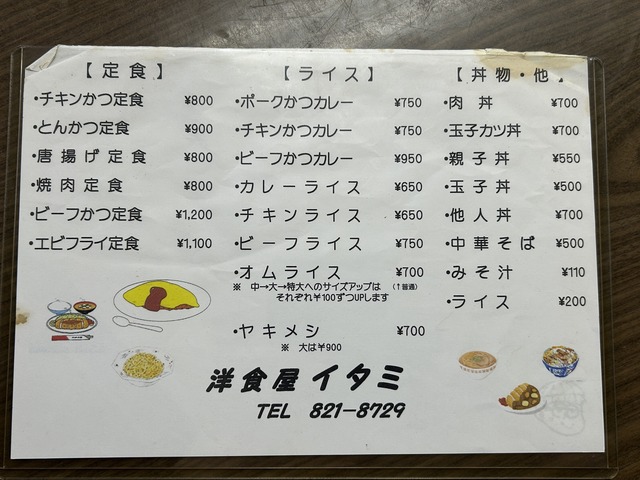 【定食】
・チキンかつ定食 ¥800
・とんかつ定食 ¥900
・唐揚げ定食 ¥800
・焼肉定食 ¥800
・ビーフかつ定食 ¥1,200
・エビフライ定食 ¥1,100
【ライス】
・ポークかつカレー ¥750
・チキンかつカレー ¥750
・ビーフかつカレー ¥950
・カレーライス ¥650
・チキンライス ¥650
・ビーフライス ¥750
・オムライス ¥700
(↑普通)
※ 中→大→特大へのサイズアップは
それぞれ¥100ずつUPします
・ヤキメシ ¥700
※ 大は¥900
【丼物・他】
・肉丼 ¥700
・玉子カツ丼 ¥700
・親子丼 ¥550
・玉子丼 ¥500
・他人丼 ¥700
・中華そば ¥500
・みそ汁 ¥110
・ライス ¥200
洋食屋イタミ
TEL 821-8729